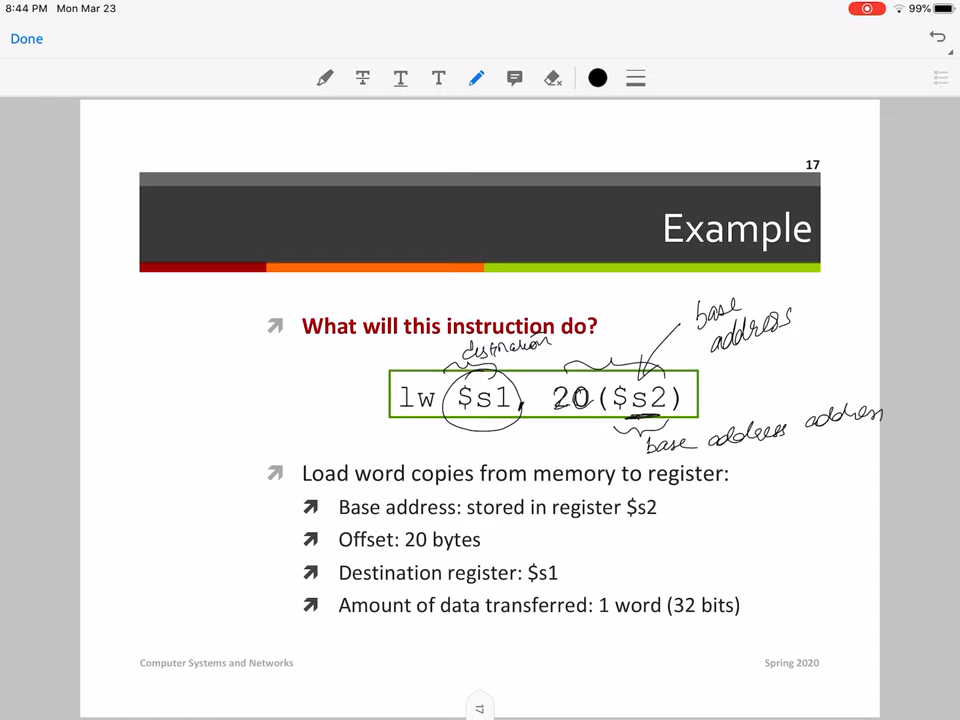 8:44 PM Mon Mar 23
99%
Done
T T T
17
Example
What will this instruction do?
base
address
destination
lw $s1, 20($s2)
base address address
Load word copies from memory to register:
Base address: stored in register $s2
Offset: 20 bytes
Destination register: $s1
Amount of data transferred: 1 word (32 bits)
Computer Systems and Networks Spring 2020
17